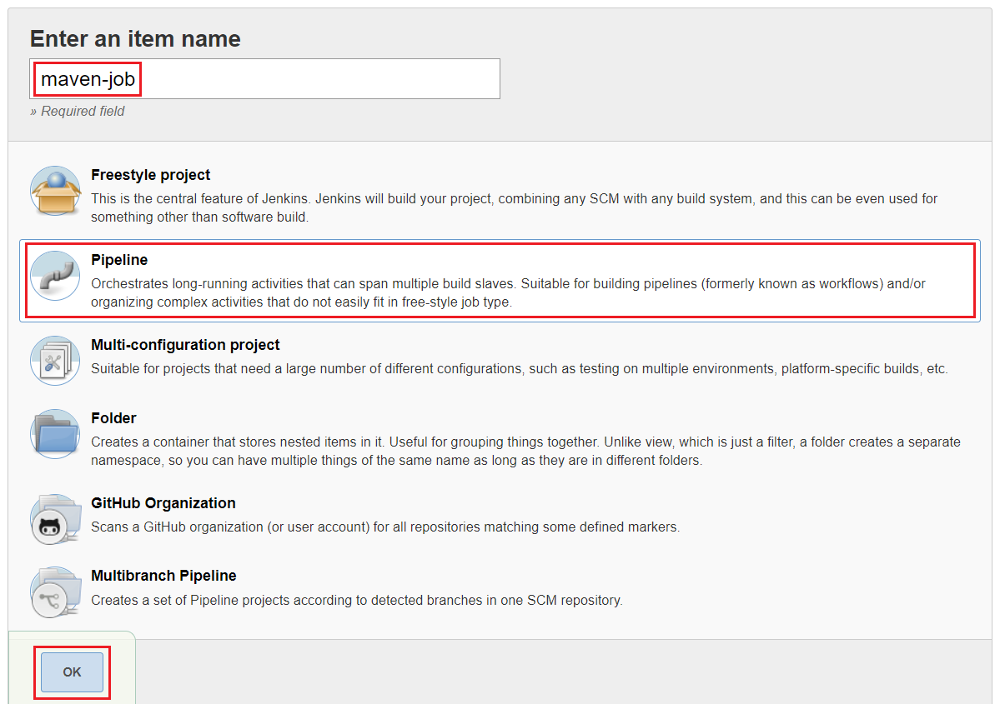 Enter an item name
maven-job
» Required field
Freestyle project
This is the central feature of Jenkins. Jenkins will build your project, combining any SCM with any build system, and this can be even used for
something other than software build.
Pipeline
Orchestrates long-running activities that can span multiple build slaves. Suitable for building pipelines (formerly known as workflows) and/or
organizing complex activities that do not easily fit in free-style job type.
Multi-configuration project
Suitable for projects that need a large number of different configurations, such as testing on multiple environments, platform-specific builds, etc.
Folder
Creates a container that stores nested items in it. Useful for grouping things together. Unlike view, which is just a filter, a folder creates a separate
namespace, so you can have multiple things of the same name as long as they are in different folders.
GitHub Organization
Scans a GitHub organization (or user account) for all repositories matching some defined markers.
Multibranch Pipeline
Creates a set of Pipeline projects according to detected branches in one SCM repository.
OK